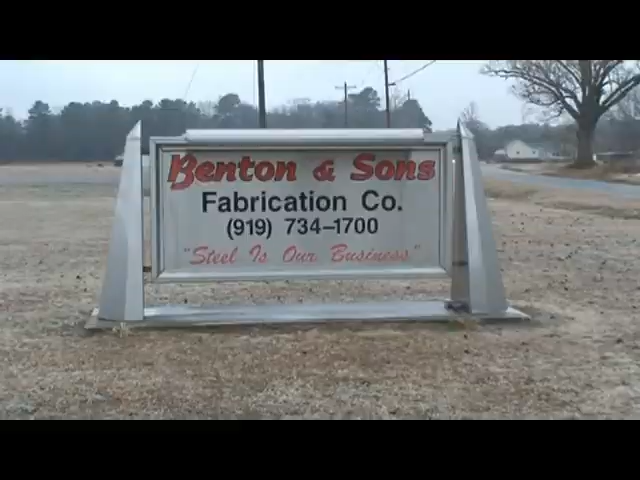 Benton & Sons
Fabrication Co.
(919) 734-1700
"Steel Is Our Business"